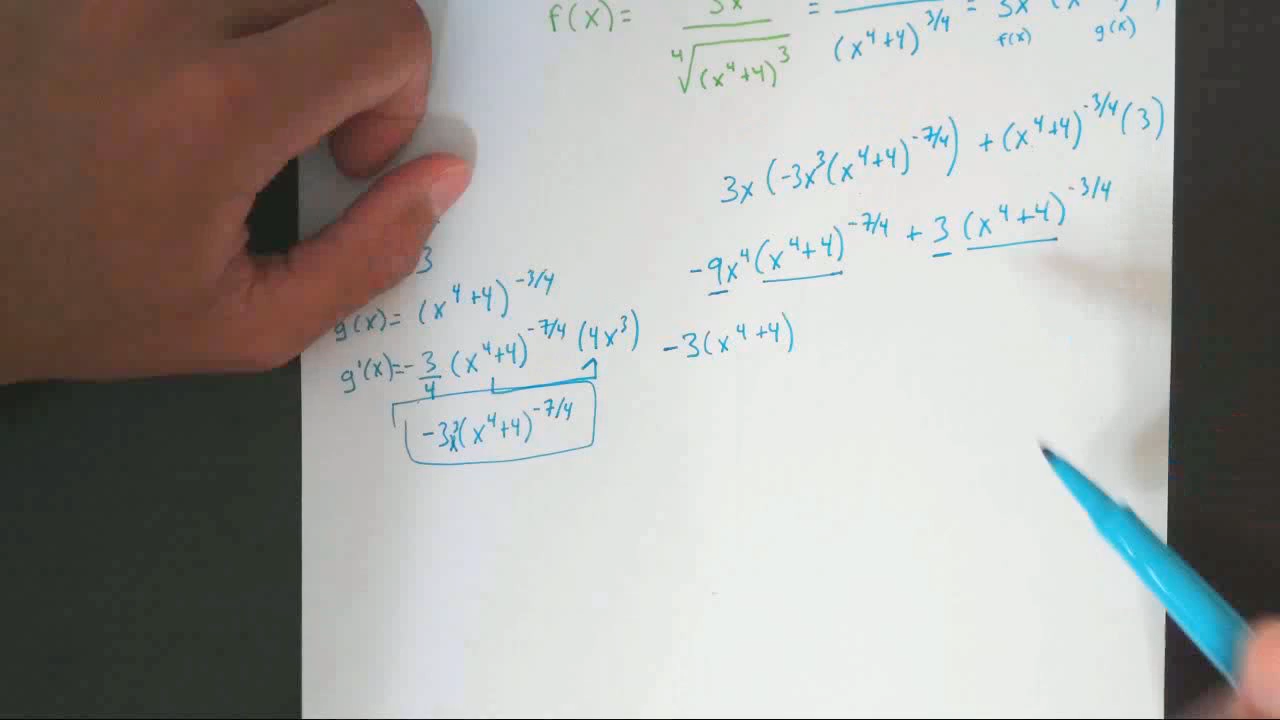 f(x) = 3x / ⁴√(x⁴+4)³ = / (x⁴+4)^3/4 = 3x (x
f(x) g(x)
3x (-3x³(x⁴+4)^-7/4) + (x⁴+4)^-3/4 (3)
-9x⁴(x⁴+4)^-7/4 + 3 (x⁴+4)^-3/4
-3(x⁴+4)
3
g(x) = (x⁴+4)^-3/4
g'(x) = -3/4 (x⁴+4)^-7/4 (4x³)
-3x³(x⁴+4)^-7/4